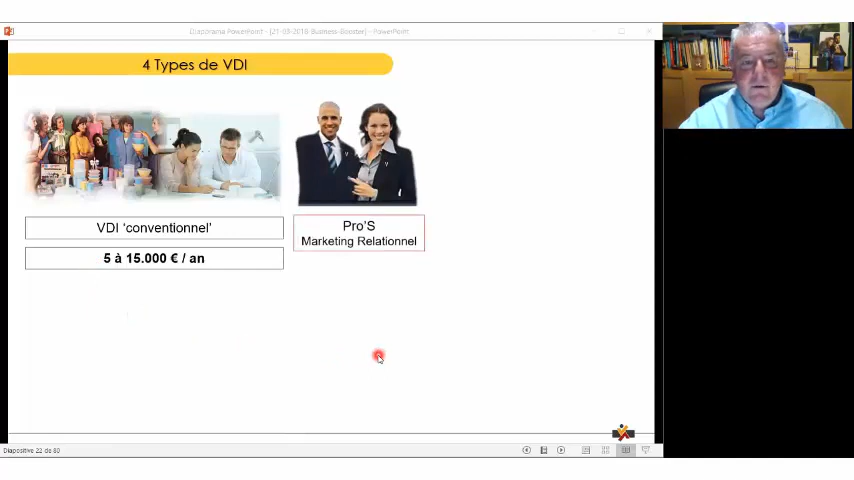 Diaporama PowerPoint - [21-03-2018-Business-Booster] - PowerPoint
4 Types de VDI
VDI 'conventionnel'
Pro'S
Marketing Relationnel
5 à 15.000 € / an
Diapositive 22 de 80